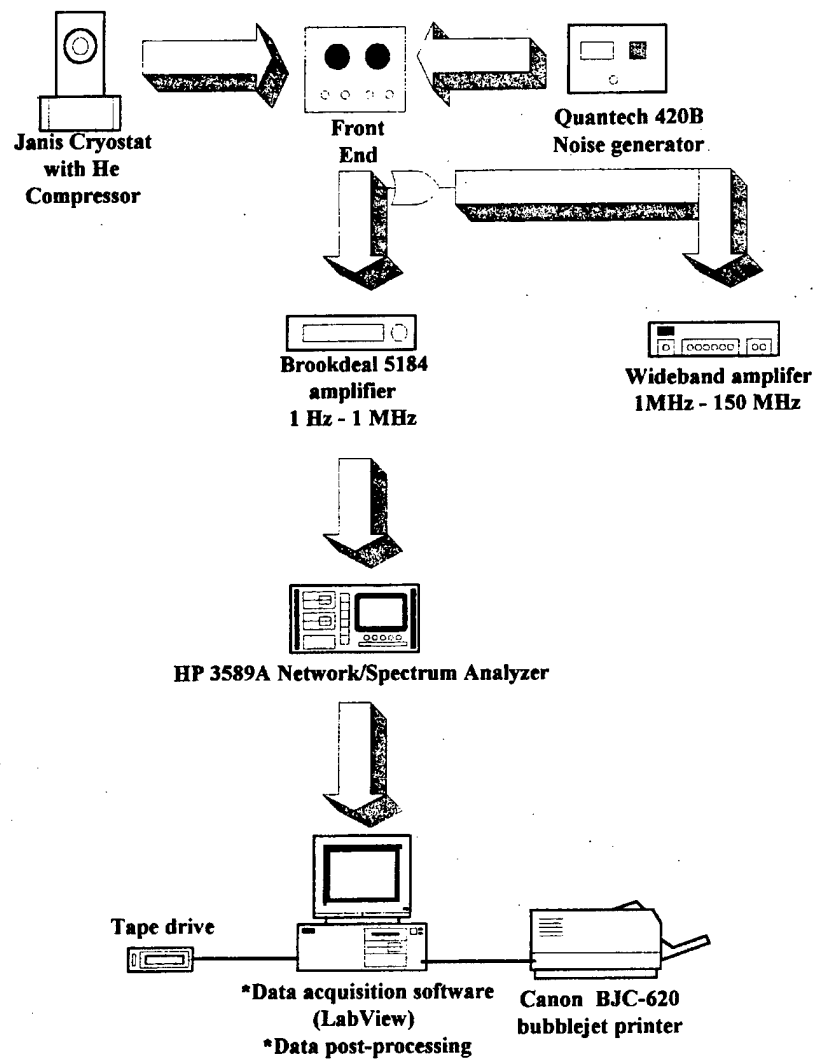 Janis Cryostat
with He
Compressor
Front
End
Quantech 420B
Noise generator
Brookdeal 5184
amplifier
1 Hz - 1 MHz
Wideband amplifer
1MHz - 150 MHz
HP 3589A Network/Spectrum Analyzer
Tape drive
*Data acquisition software
(LabView)
*Data post-processing
Canon BJC-620
bubblejet printer